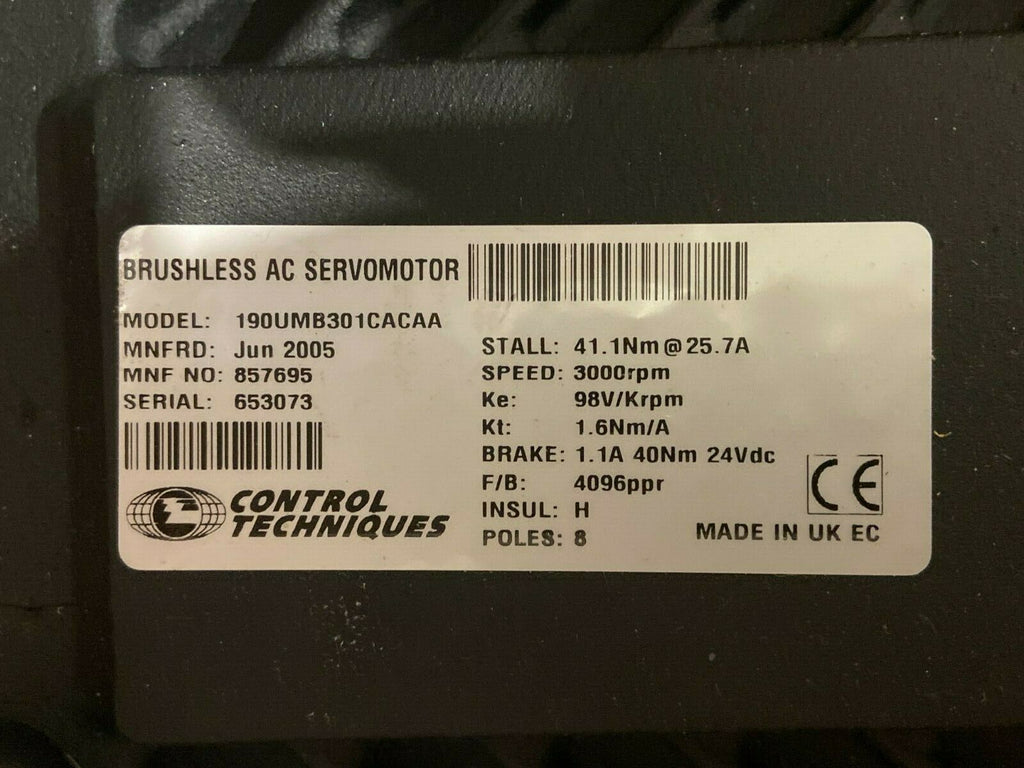 BRUSHLESS AC SERVOMOTOR
MODEL: 190UMB301CACAA
MNFRD: Jun 2005
MNF NO: 857695
SERIAL: 653073
CONTROL
TECHNIQUES
STALL: 41.1Nm@25.7A
SPEED: 3000rpm
Ke: 98V/Krpm
Kt: 1.6Nm/A
BRAKE: 1.1A 40Nm 24Vdc
F/B: 4096ppr
INSUL: H
POLES: 8
CE
MADE IN UK EC